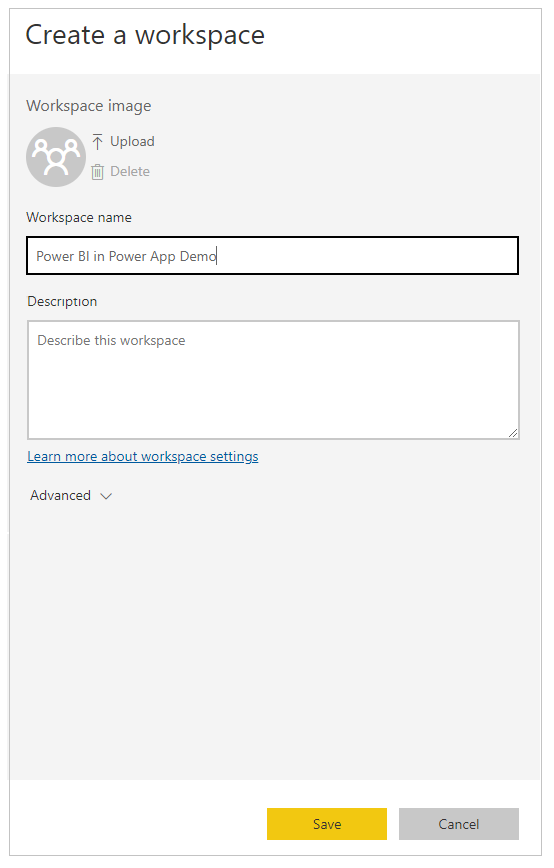 Create a workspace
Workspace image
Upload
Delete
Workspace name
Power BI in Power App Demo
Description
Describe this workspace
Learn more about workspace settings
Advanced
Save
Cancel